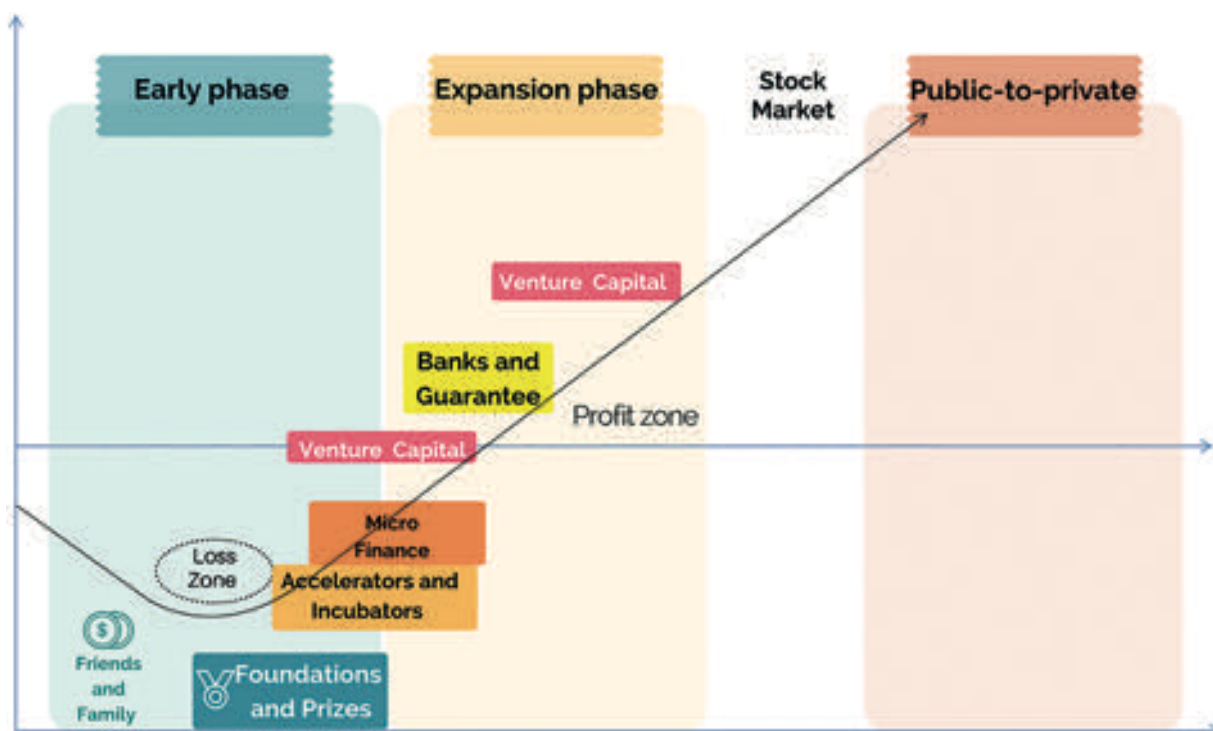 Early phase
Expansion phase
Stock
Market
Public-to-private
Venture Capital
Banks and
Guarantee
Profit zone
Venture Capital
Micro
Finance
Loss
Zone
Accelerators and
Incubators
$
Friends
and
Family
Foundations
and Prizes